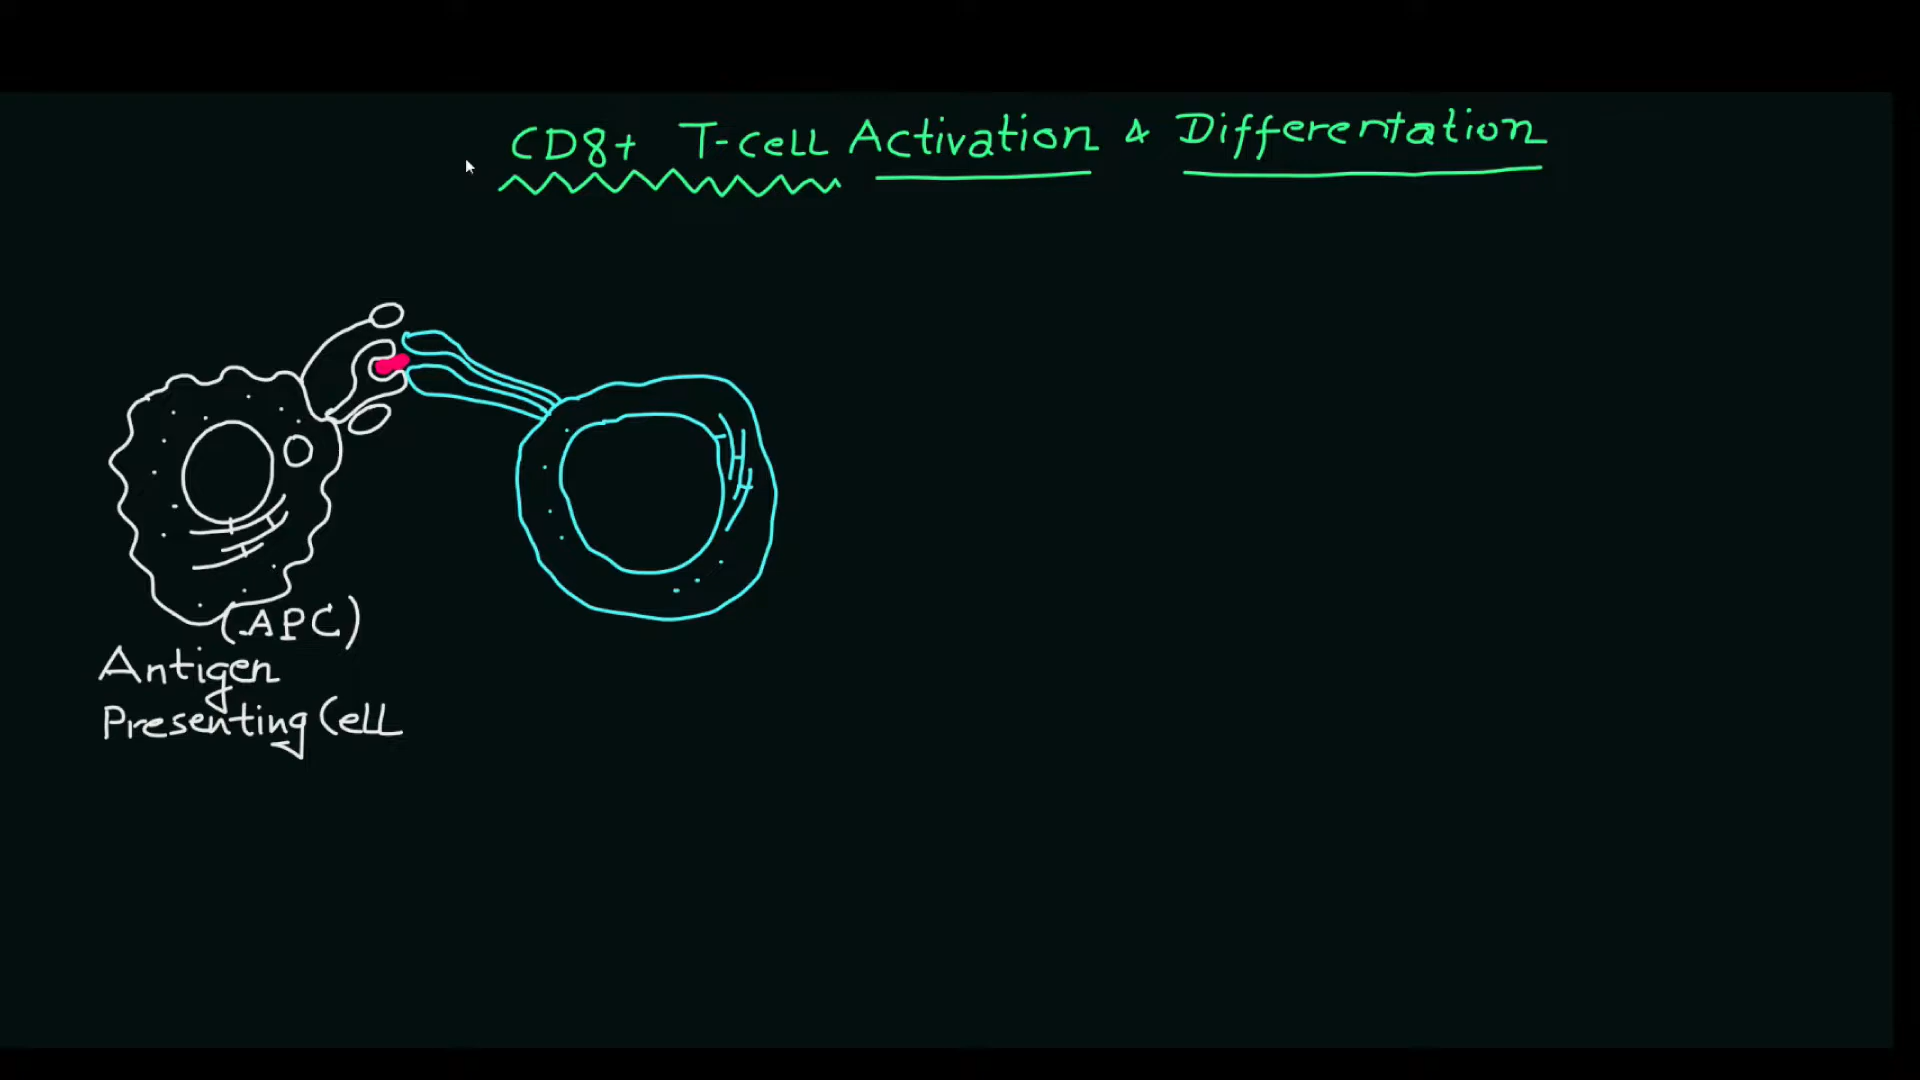 CD8+ T-cell Activation & Differentation
(APC)
Antigen
Presenting Cell